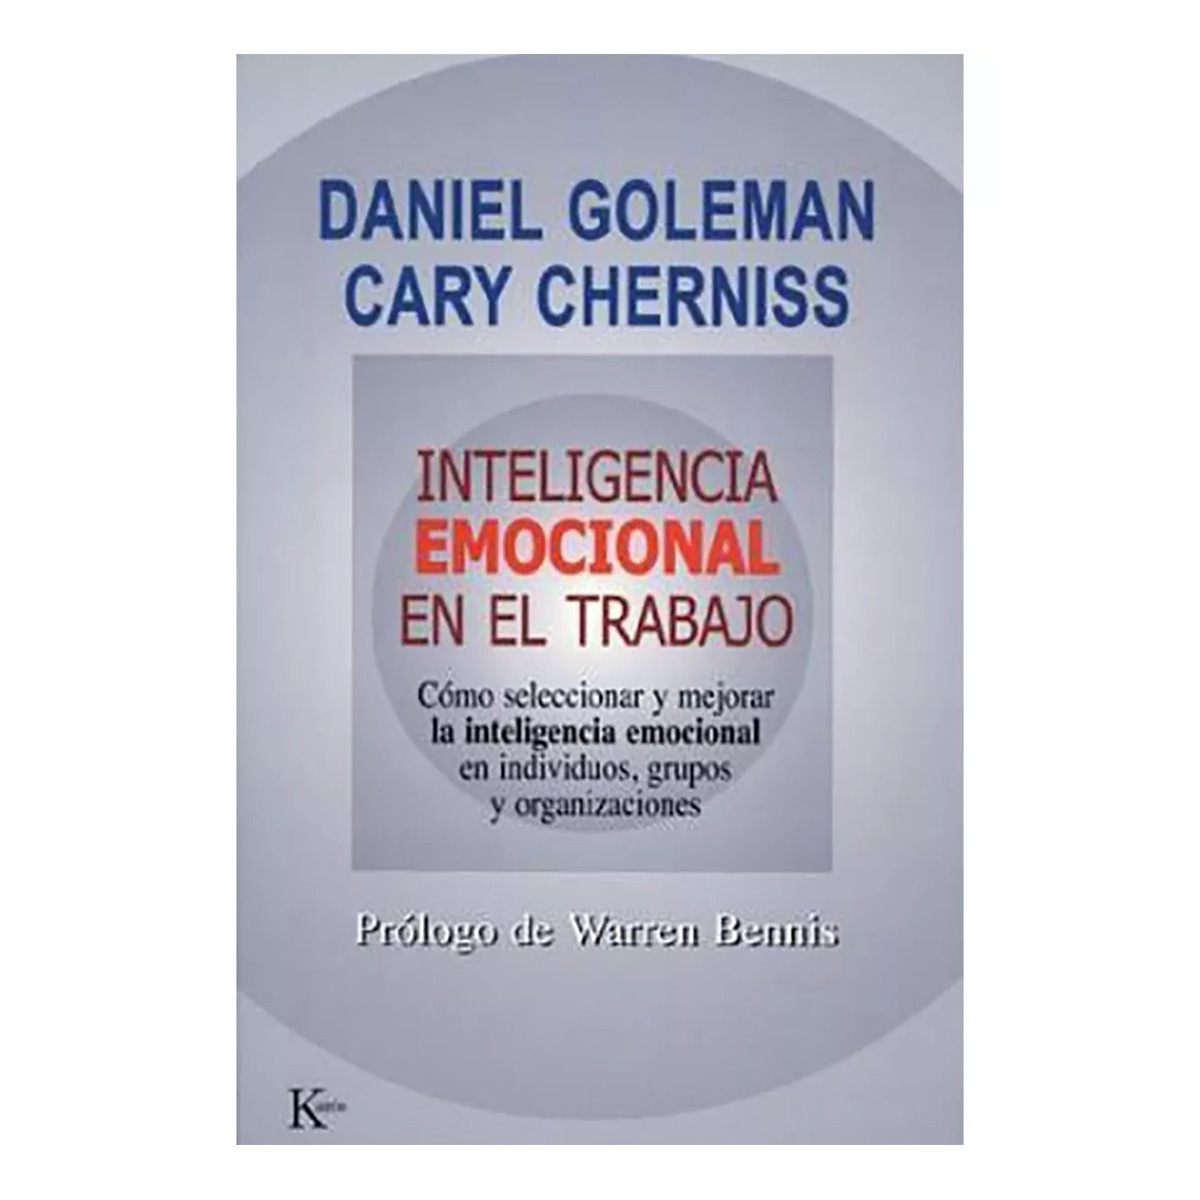 DANIEL GOLEMAN
CARY CHERNISS
INTELIGENCIA
EMOCIONAL
EN EL TRABAJO
Cómo seleccionar y mejorar
la inteligencia emocional
en individuos, grupos
y organizaciones
Prólogo de Warren Bennis
Kairós